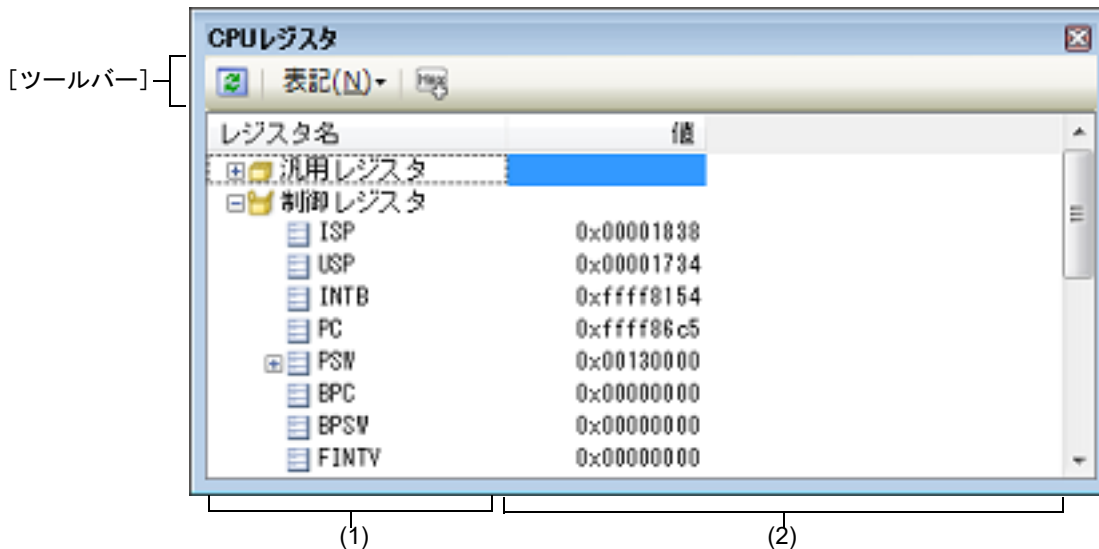 CPUレジスタ
[ツールバー]
表記(N)
Hex
レジスタ名 値
汎用レジスタ
制御レジスタ
ISP 0x00001838
USP 0x00001734
INTB 0xffff8154
PC 0xffff86c5
PSW 0x00130000
BPC 0x00000000
BPSW 0x00000000
FINTV 0x00000000
(1) (2)